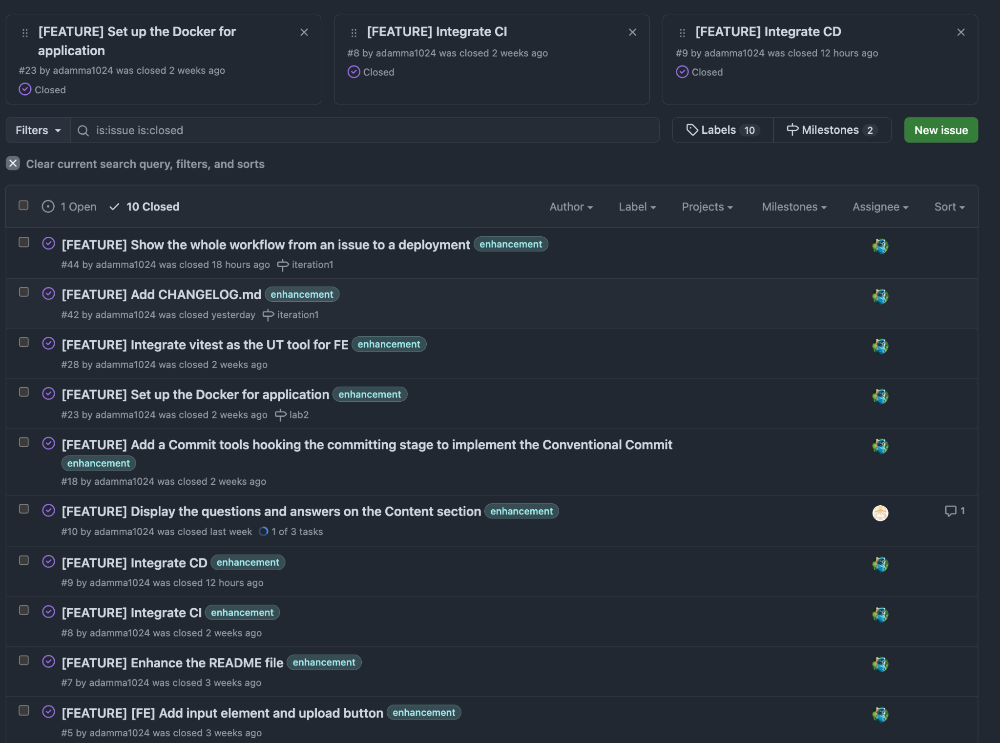 [FEATURE] Set up the Docker for
application
#23 by adamma1024 was closed 2 weeks ago
Closed
[FEATURE] Integrate CI
#8 by adamma1024 was closed 2 weeks ago
Closed
[FEATURE] Integrate CD
#9 by adamma1024 was closed 12 hours ago
Closed
Filters
is:issue is:closed
Labels 10
Milestones 2
New issue
Clear current search query, filters, and sorts
1 Open 10 Closed
Author Label Projects Milestones Assignee Sort
[FEATURE] Show the whole workflow from an issue to a deployment enhancement
#44 by adamma1024 was closed 18 hours ago iteration1
[FEATURE] Add CHANGELOG.md enhancement
#42 by adamma1024 was closed yesterday iteration1
[FEATURE] Integrate vitest as the UT tool for FE enhancement
#28 by adamma1024 was closed 2 weeks ago
[FEATURE] Set up the Docker for application enhancement
#23 by adamma1024 was closed 2 weeks ago lab2
[FEATURE] Add a Commit tools hooking the committing stage to implement the Conventional Commit
enhancement
#18 by adamma1024 was closed 2 weeks ago
[FEATURE] Display the questions and answers on the Content section enhancement 1
#10 by adamma1024 was closed last week 1 of 3 tasks
[FEATURE] Integrate CD enhancement
#9 by adamma1024 was closed 12 hours ago
[FEATURE] Integrate CI enhancement
#8 by adamma1024 was closed 2 weeks ago
[FEATURE] Enhance the README file enhancement
#7 by adamma1024 was closed 3 weeks ago
[FEATURE] [FE] Add input element and upload button enhancement
#5 by adamma1024 was closed 3 weeks ago